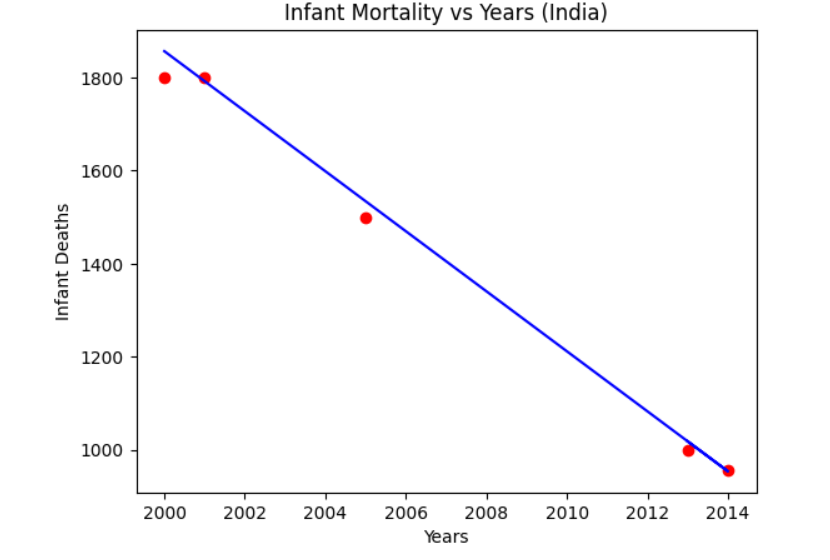 Infant Mortality vs Years (India)
1800
1600
1400
1200
1000
Infant Deaths
2000 2002 2004 2006 2008 2010 2012 2014
Years